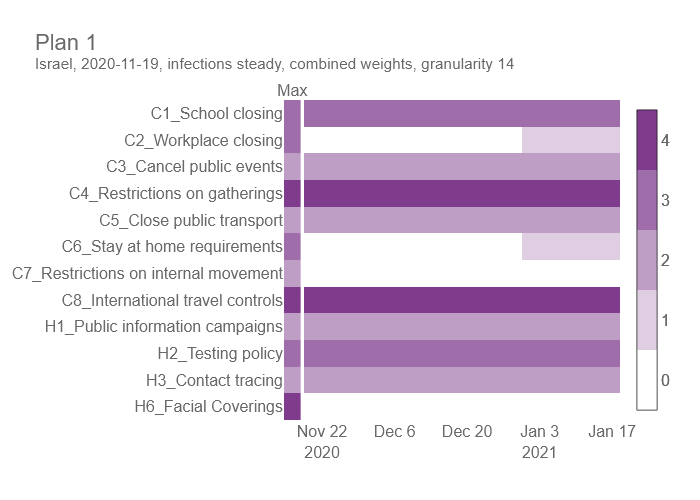 Plan 1
Israel, 2020-11-19, infections steady, combined weights, granularity 14
Max
C1_School closing
C2_Workplace closing
C3_Cancel public events
C4_Restrictions on gatherings
C5_Close public transport
C6_Stay at home requirements
C7_Restrictions on internal movement
C8_International travel controls
H1_Public information campaigns
H2_Testing policy
H3_Contact tracing
H6_Facial Coverings
4
3
2
1
0
Nov 22 Dec 6 Dec 20 Jan 3 Jan 17
2020 2021